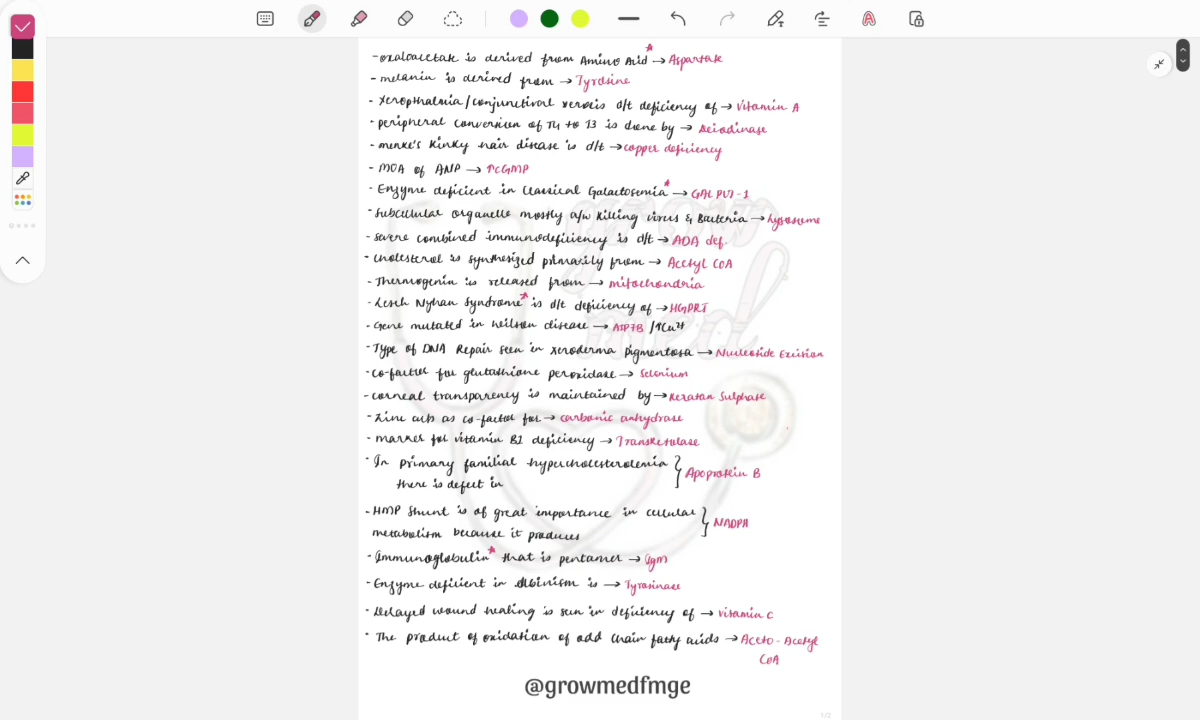 - oxaloacetate is derived from Amino Acid* → Aspartate
- melanin is derived from → Tyrosine
- Xeropthalmia/conjunctival xerosis d/t deficiency of → vitamin A
- peripheral conversion of T4 to T3 is done by → Deiodinase
- menke's kinky hair disease is d/t → copper deficiency
- MOA of ANP → ↑cGMP
- Enzyme deficient in Classical Galactosemia* → GAL PUT-1
- Subcellular organelle mostly a/w killing virus & Bacteria → Lysosome
- severe combined immunodeficiency is d/t → ADA def.
- cholesterol is synthesized primarily from → Acetyl CoA
- Thermogenin is released from → mitochondria
- Lesch Nyhan Syndrome* is d/t deficiency of → HGPRT
- Gene mutated in wilson disease → ATP7B /↑Cu2+
- Type of DNA Repair seen in xeroderma pigmentosa → Nucleotide Excision
- co-factor for glutathione peroxidase → Selenium
- corneal transparency is maintained by → Keratan Sulphate
- Zinc acts as co-factor for → carbonic anhydrase
- marker for vitamin B1 deficiency → Transketolase
- In primary familial hypercholesterolemia
there is defect in } Apoprotein B
- HMP shunt is of great importance in cellular
metabolism because it produces } NADPH
- Immunoglobulin* that is pentamer → IgM
- Enzyme deficient in albinism is → Tyrosinase
- Delayed wound healing is seen in deficiency of → vitamin C
- The product of oxidation of odd chain fatty acids → Aceto-Acetyl
CoA
grow
med
@growmedfmge
1/2